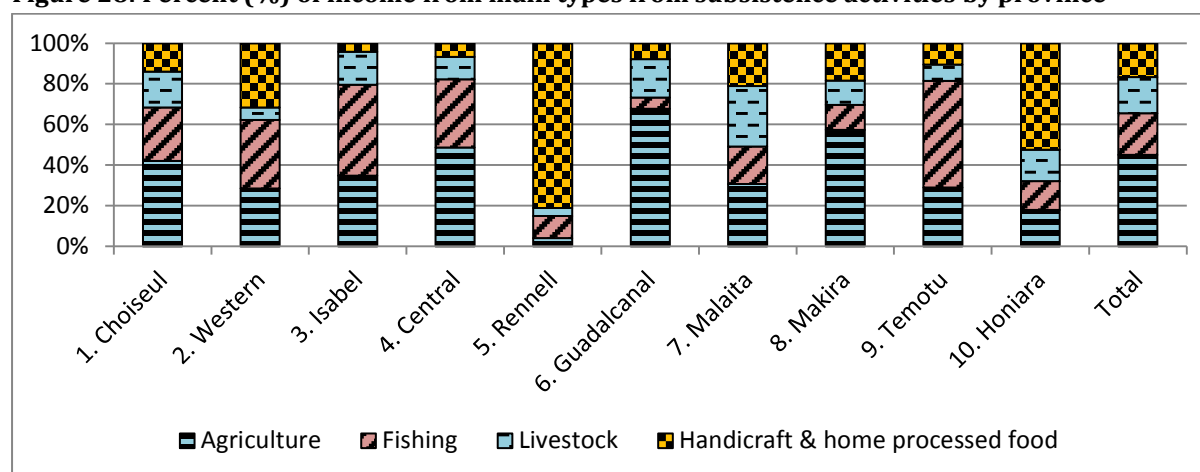 Figure 28. Percent (%) of income from main types from subsistence activities by province
100%
80%
60%
40%
20%
0%
1. Choiseul
2. Western
3. Isabel
4. Central
5. Rennell
6. Guadalcanal
7. Malaita
8. Makira
9. Temotu
10. Honiara
Total
Agriculture Fishing Livestock Handicraft & home processed food